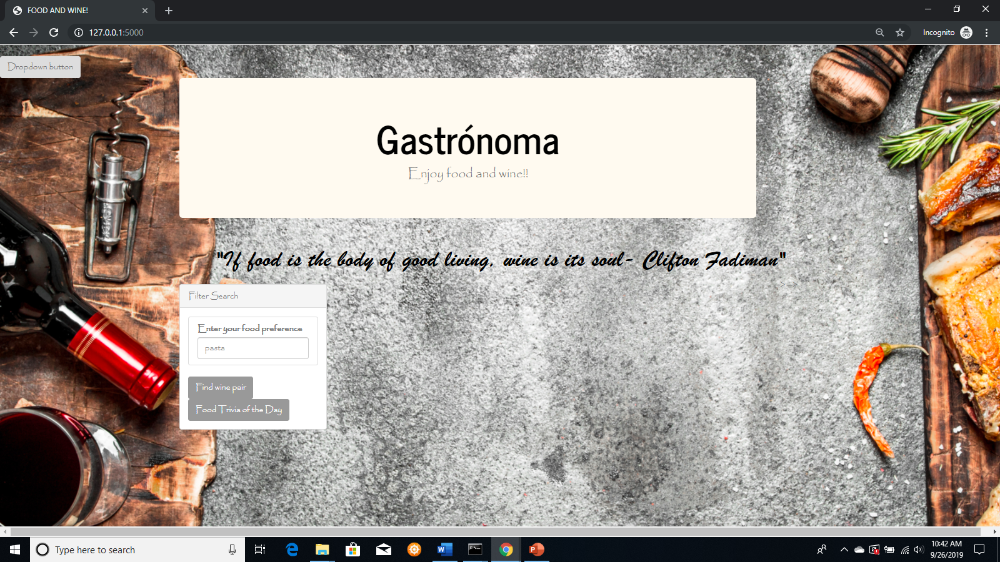 FOOD AND WINE!
127.0.0.1:5000
Incognito
Dropdown button
Gastrónoma
Enjoy food and wine!!
"If food is the body of good living, wine is its soul- Clifton Fadiman"
--> -->
Filter Search
Enter your food preference
pasta
Find wine pair
Food Trivia of the Day
Type here to search
10:42 AM
9/26/2019